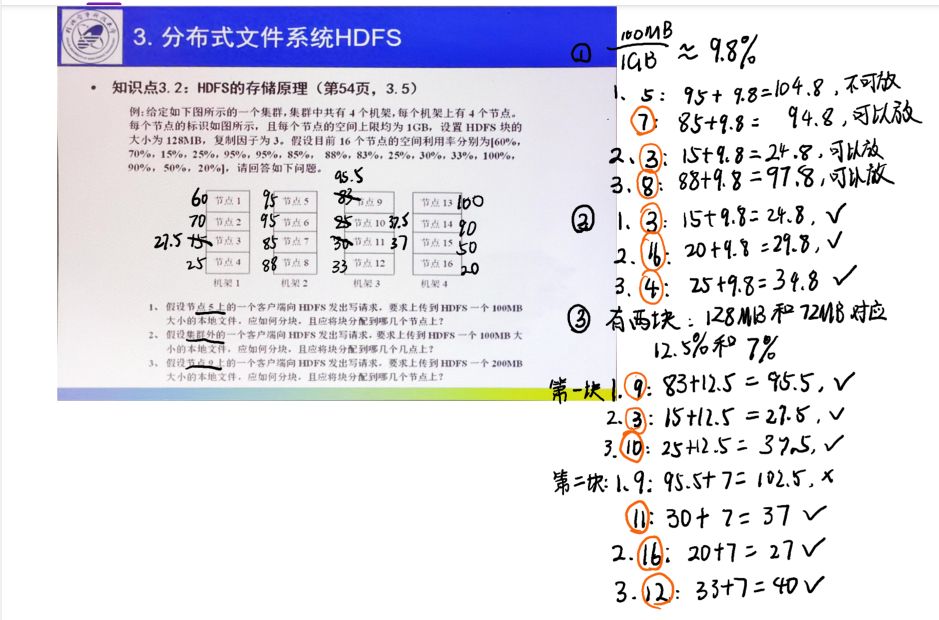 3. 分布式文件系统HDFS
• 知识点3.2：HDFS的存储原理（第54页，3.5）
例：给定如下图所示的一个集群，集群中共有 4 个机架，每个机架上有 4 个节点。
每个节点的标识如图所示，且每个节点的空间上限均为 1GB，设置 HDFS 块的
大小为 128MB，复制因子为 3。假设目前 16 个节点的空间利用率分别为[60%，
70%，15%，25%，95%，95%，85%， 88%，83%，25%，30%，33%，100%，
90%，50%，20%]，请回答如下问题。
95.5
60 节点 1 95 节点 5 83 节点 9 节点 13 100
70 节点 2 95 节点 6 25 节点 10 37.5 节点 14 90
27.5 15 节点 3 85 节点 7 30 节点 11 37 节点 15 50
25 节点 4 88 节点 8 33 节点 12 节点 16 20
机架 1 机架 2 机架 3 机架 4
1、 假设节点 5 上的一个客户端向 HDFS 发出写请求，要求上传到 HDFS 一个 100MB
大小的本地文件，应如何分块，且应将块分配到哪几个节点上？
2、 假设集群外的一个客户端向 HDFS 发出写请求，要求上传到 HDFS 一个 100MB 大
小的本地文件，应如何分块，且应将块分配到哪几个几点上？
3、 假设节点 9 上的一个客户端向 HDFS 发出写请求，要求上传到 HDFS 一个 200MB
大小的本地文件，应如何分块，且应将块分配到哪几个节点上？
① 100MB/1GB ≈ 9.8%
1、5：95+9.8=104.8，不可放
7：85+9.8= 94.8，可以放
2、3：15+9.8=24.8，可以放
3、8：88+9.8=97.8，可以放
② 1、3：15+9.8=24.8，✓
2、16：20+9.8=29.8，✓
3、4：25+9.8=34.8 ✓
③ 有两块：128MB和72MB对应
12.5%和 7%
第一块 1、9：83+12.5=95.5，✓
2、3：15+12.5=27.5，✓
3、10：25+12.5=37.5，✓
第二块：1、9：95.5+7=102.5，×
11：30+7=37 ✓
2、16：20+7=27 ✓
3、12：33+7=40 ✓